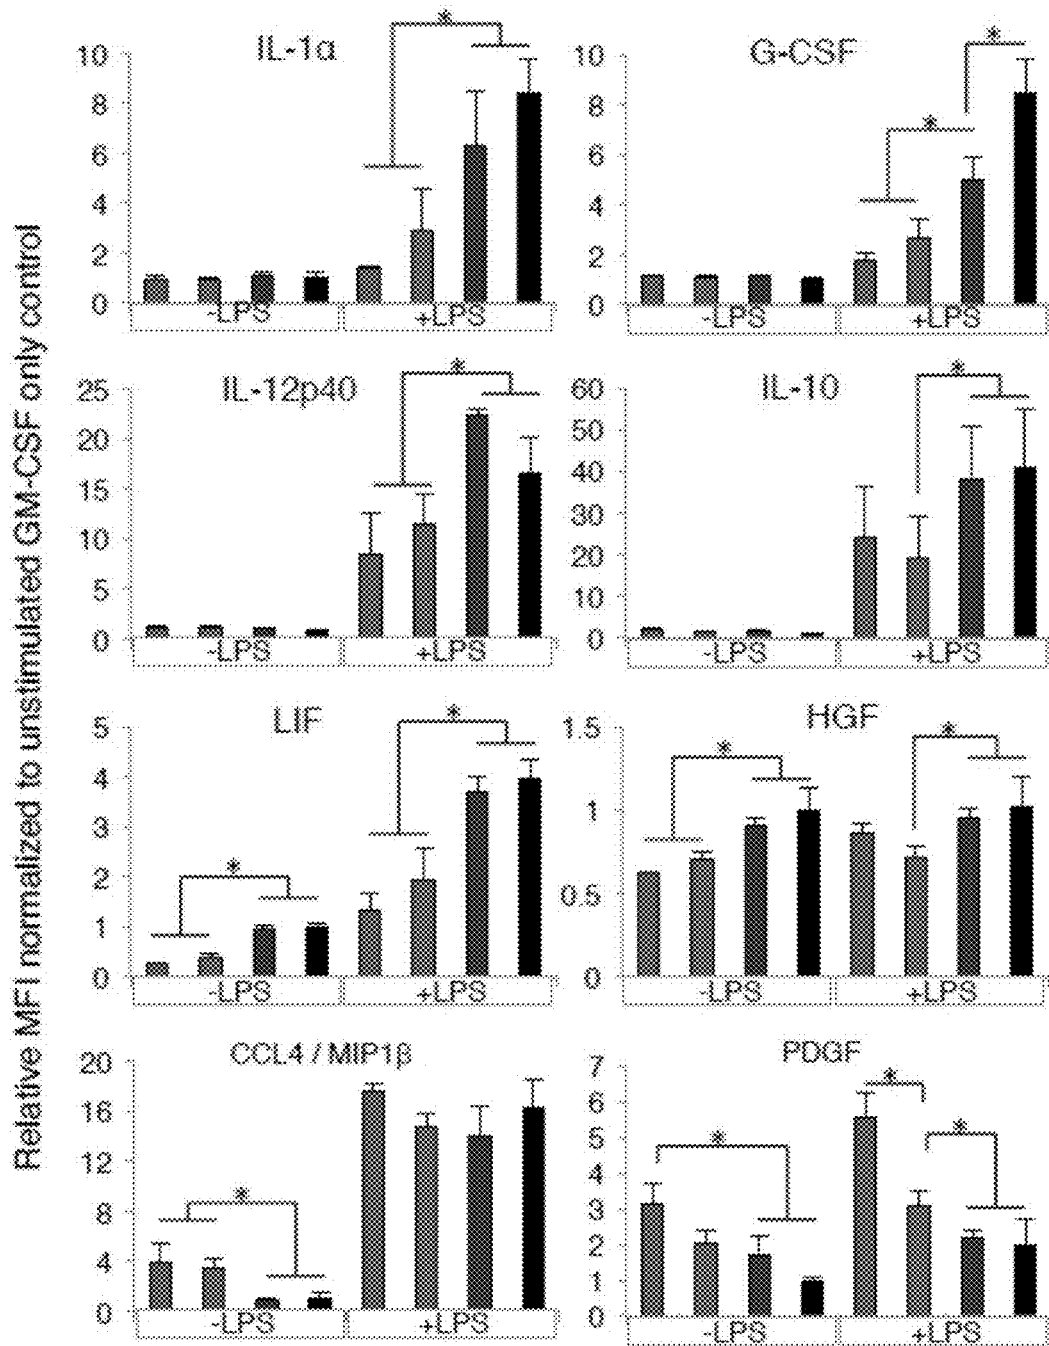 Relative MFI normalized to unstimulated GM-CSF only control
*
IL-1α
10
8
6
4
2
0
-LPS
+LPS
*
*
G-CSF
10
8
6
4
2
0
-LPS
+LPS
*
IL-12p40
25
20
15
10
5
0
-LPS
+LPS
*
IL-10
60
50
40
30
20
10
0
-LPS
+LPS
*
*
LIF
5
4
3
2
1
0
-LPS
+LPS
*
*
HGF
1.5
1
0.5
0
-LPS
+LPS
CCL4 / MIP1β
*
20
16
12
8
4
0
-LPS
+LPS
PDGF
*
*
*
7
6
5
4
3
2
1
0
-LPS
+LPS